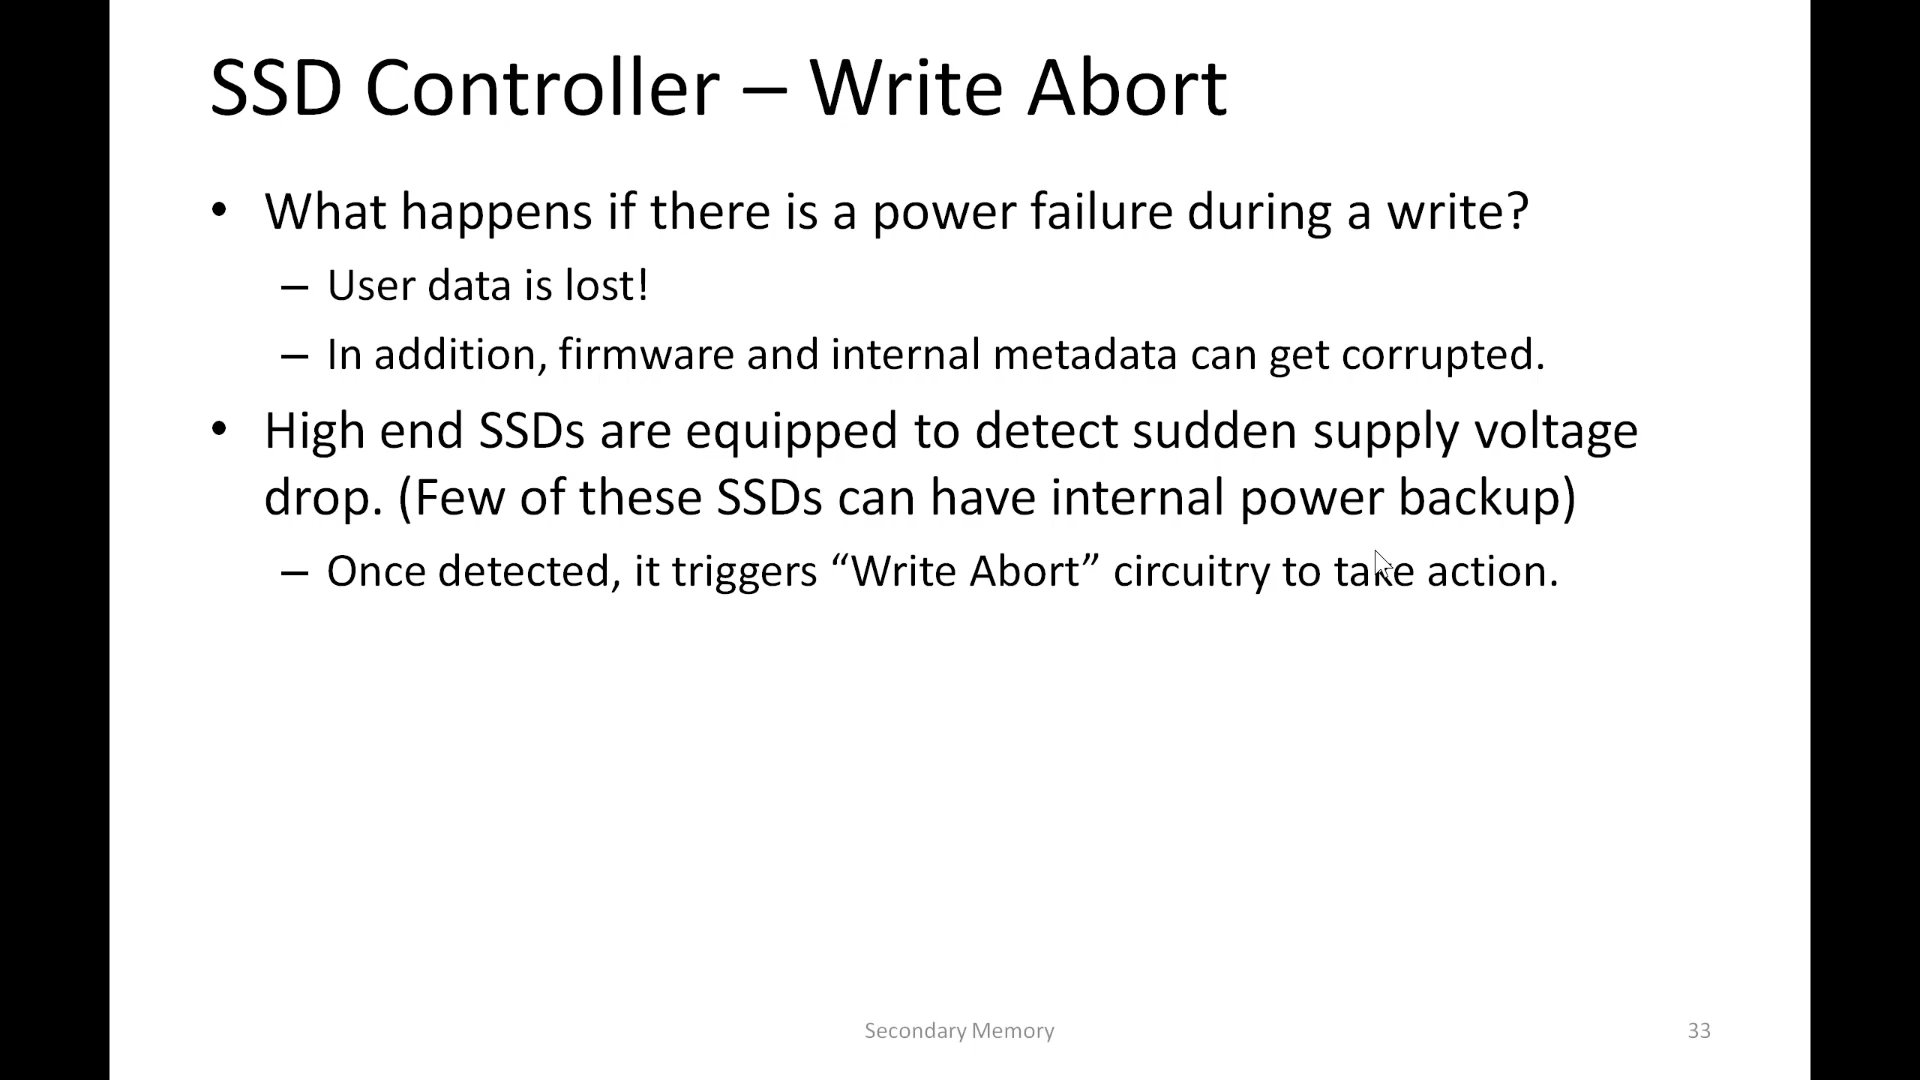 SSD Controller – Write Abort
• What happens if there is a power failure during a write?
– User data is lost!
– In addition, firmware and internal metadata can get corrupted.
• High end SSDs are equipped to detect sudden supply voltage
drop. (Few of these SSDs can have internal power backup)
– Once detected, it triggers “Write Abort” circuitry to take action.
Secondary Memory
33